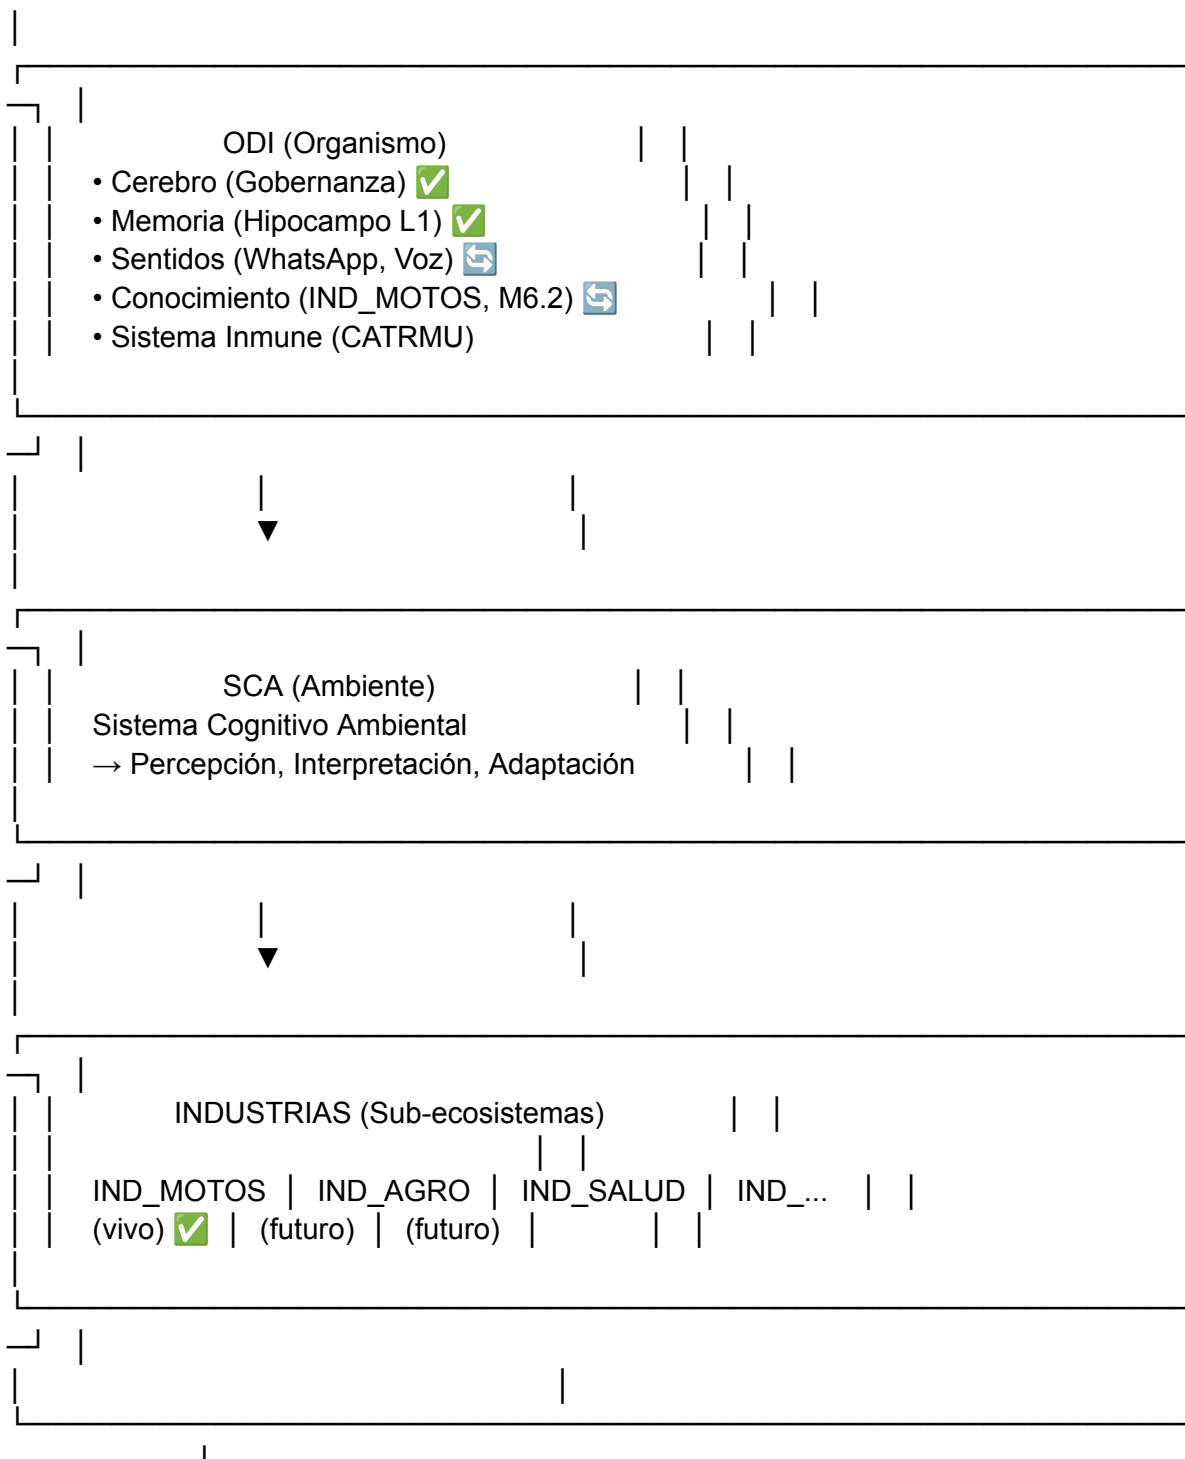 ODI (Organismo)
• Cerebro (Gobernanza) ✅
• Memoria (Hipocampo L1) ✅
• Sentidos (WhatsApp, Voz) 🔄
• Conocimiento (IND_MOTOS, M6.2) 🔄
• Sistema Inmune (CATRMU)
▼
SCA (Ambiente)
Sistema Cognitivo Ambiental
→ Percepción, Interpretación, Adaptación
▼
INDUSTRIAS (Sub-ecosistemas)
IND_MOTOS │ IND_AGRO │ IND_SALUD │ IND_... │ │
(vivo) ✅ │ (futuro) │ (futuro) │ │ │